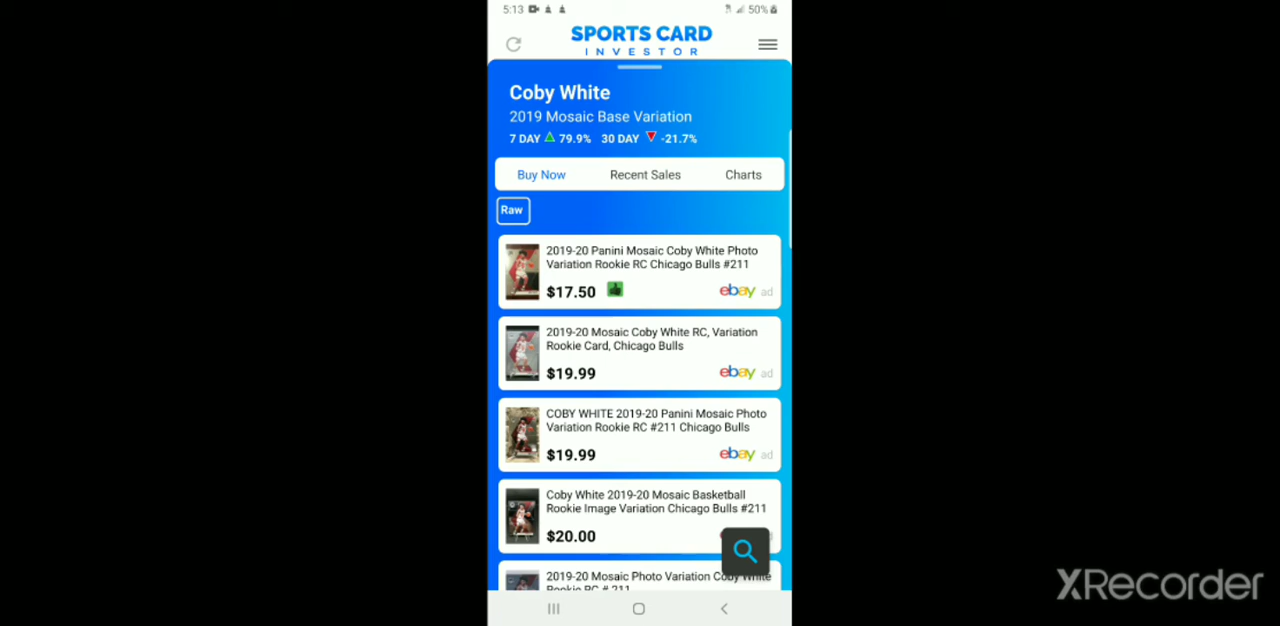 5:13
50%
SPORTS CARD
INVESTOR
Coby White
2019 Mosaic Base Variation
7 DAY 79.9% 30 DAY -21.7%
Buy Now Recent Sales Charts
Raw
2019-20 Panini Mosaic Coby White Photo
Variation Rookie RC Chicago Bulls #211
$17.50 ebay ad
2019-20 Mosaic Coby White RC, Variation
Rookie Card, Chicago Bulls
$19.99 ebay ad
COBY WHITE 2019-20 Panini Mosaic Photo
Variation Rookie RC #211 Chicago Bulls
$19.99 ebay ad
Coby White 2019-20 Mosaic Basketball
Rookie Image Variation Chicago Bulls #211
$20.00
2019-20 Mosaic Photo Variation Coby White
Rookie RC # 211
XRecorder